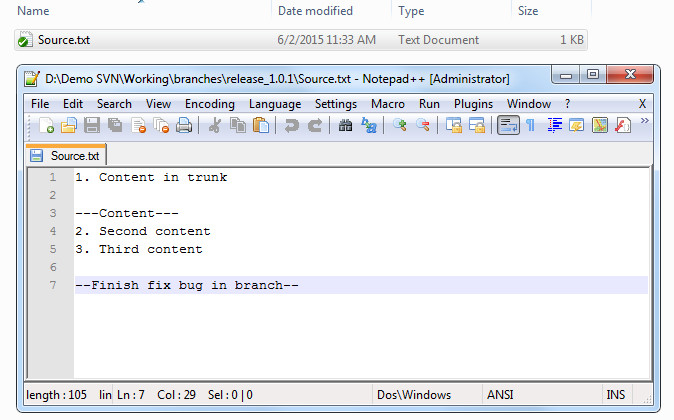 Name Date modified Type Size
Source.txt 6/2/2015 11:33 AM Text Document 1 KB
D:\Demo SVN\Working\branches\release_1.0.1\Source.txt - Notepad++ [Administrator]
File Edit Search View Encoding Language Settings Macro Run Plugins Window ? X
Source.txt
1 1. Content in trunk
2
3 ---Content---
4 2. Second content
5 3. Third content
6
7 --Finish fix bug in branch--
length : 105 lin Ln : 7 Col : 29 Sel : 0 | 0 Dos\Windows ANSI INS